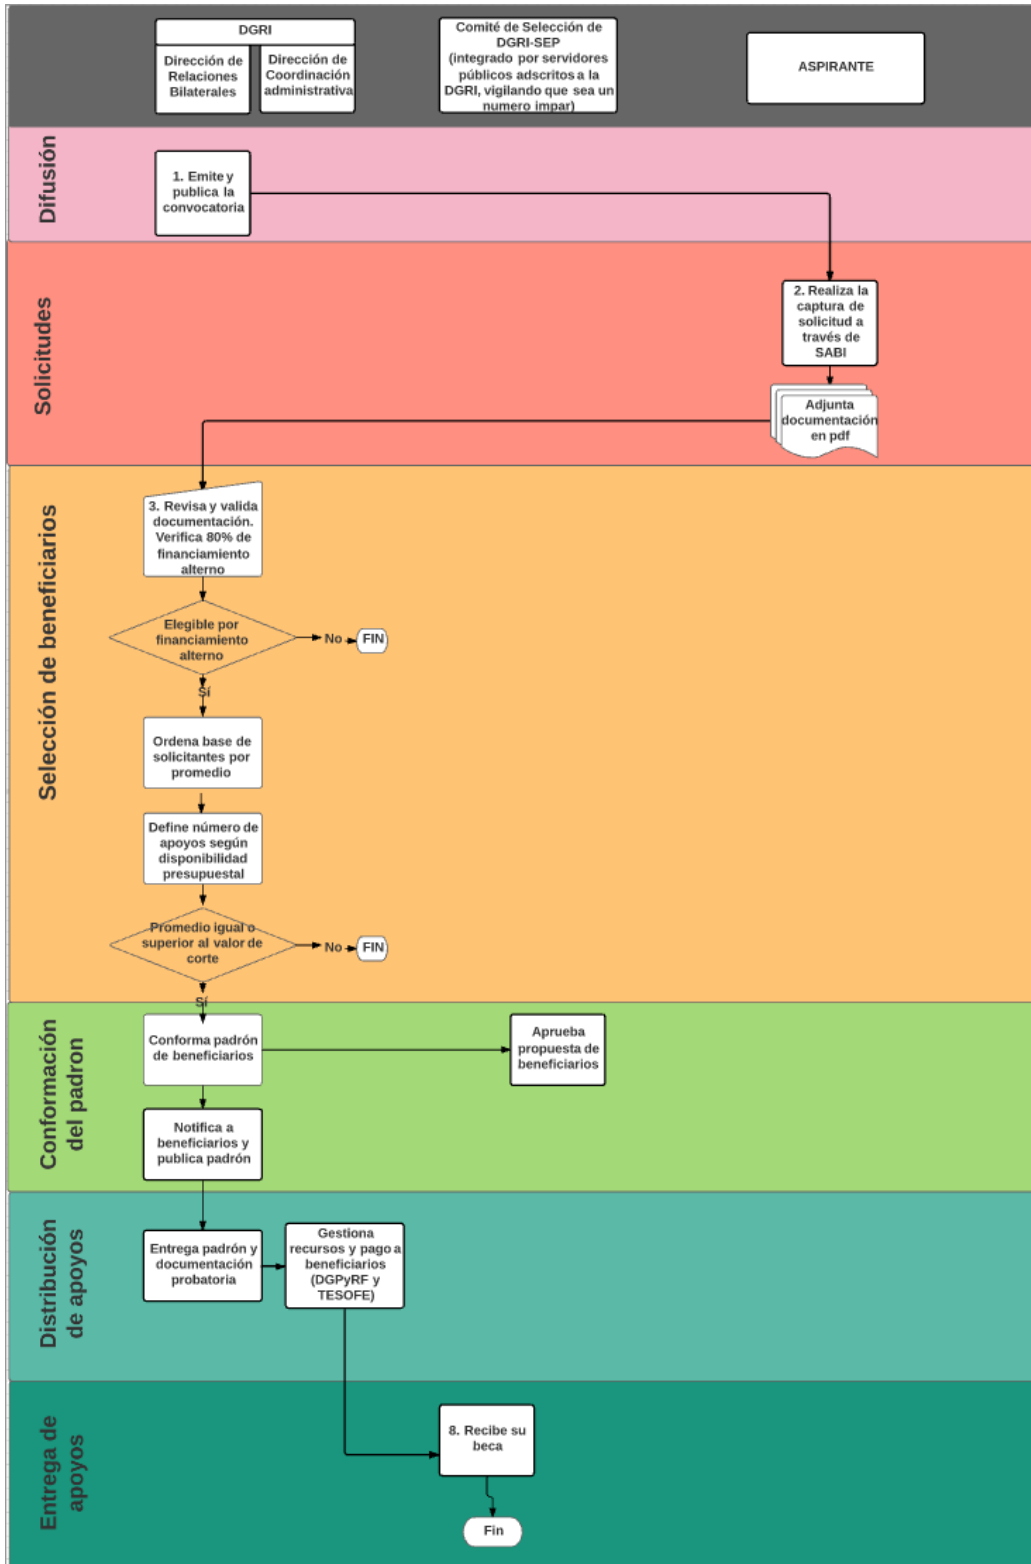 DGRI
Dirección de
Relaciones
Bilaterales
Dirección de
Coordinación
administrativa
Comité de Selección de
DGRI-SEP
(integrado por servidores
públicos adscritos a la
DGRI, vigilando que sea un
numero impar)
ASPIRANTE
Difusión
1. Emite y
publica la
convocatoria
Solicitudes
2. Realiza la
captura de
solicitud a
través de
SABI
Adjunta
documentación
en pdf
Selección de beneficiarios
3. Revisa y valida
documentación.
Verifica 80% de
financiamiento
alterno
Elegible por
financiamiento
alterno
No
FIN
Sí
Ordena base de
solicitantes por
promedio
Define número de
apoyos según
disponibilidad
presupuestal
Promedio igual o
superior al valor de
corte
No
FIN
Sí
Conformación
del padron
Conforma padrón
de beneficiarios
Aprueba
propuesta de
beneficiarios
Notifica a
beneficiarios y
publica padrón
Distribución
de apoyos
Entrega padrón y
documentación
probatoria
Gestiona
recursos y pago a
beneficiarios
(DGPyRF y
TESOFE)
Entrega de
apoyos
8. Recibe su
beca
Fin